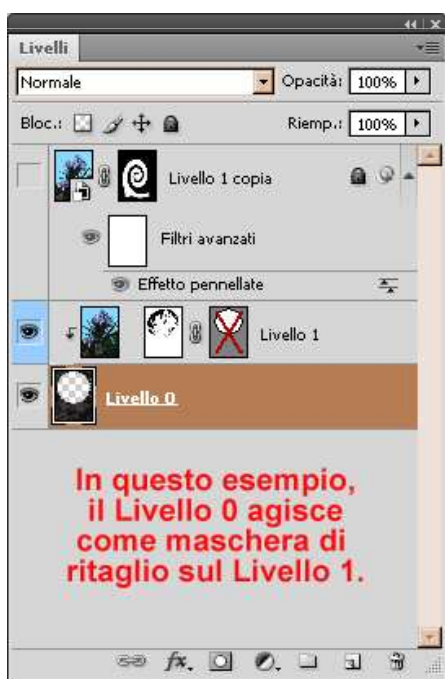 Livelli
Normale Opacità: 100%
Bloc.: Riemp.: 100%
Livello 1 copia
Filtri avanzati
Effetto pennellate
Livello 1
Livello 0
In questo esempio,
il Livello 0 agisce
come maschera di
ritaglio sul Livello 1.
fx.